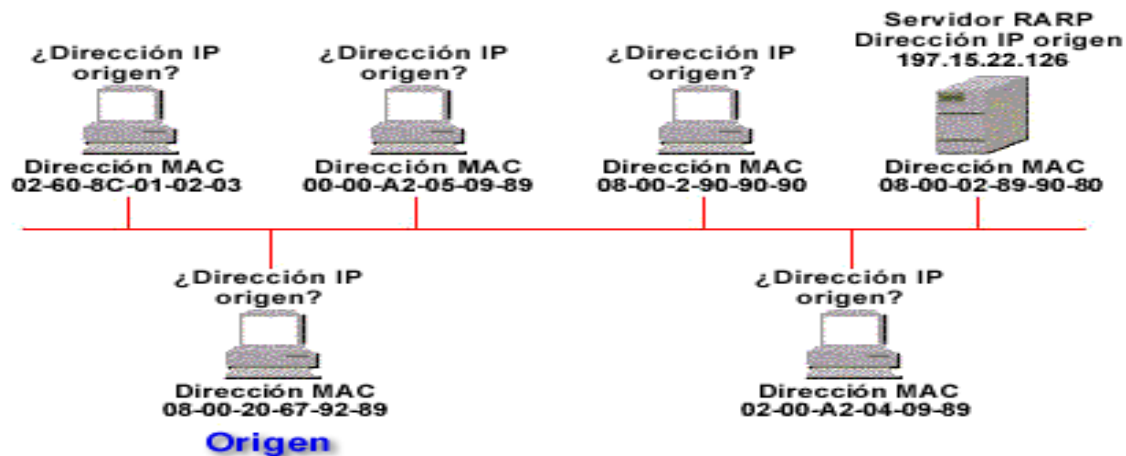 Servidor RARP
Dirección IP origen
197.15.22.126
¿Dirección IP
origen?
Dirección MAC
02-60-8C-01-02-03
¿Dirección IP
origen?
Dirección MAC
00-00-A2-05-09-89
¿Dirección IP
origen?
Dirección MAC
08-00-2-90-90-90
Dirección MAC
08-00-02-89-90-80
¿Dirección IP
origen?
Dirección MAC
08-00-20-67-92-89
Origen
¿Dirección IP
origen?
Dirección MAC
02-00-A2-04-09-89